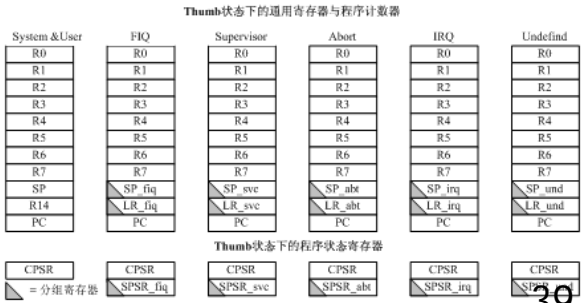 Thumb状态下的通用寄存器与程序计数器
System &User FIQ Supervisor Abort IRQ Undefind
R0 R0 R0 R0 R0 R0
R1 R1 R1 R1 R1 R1
R2 R2 R2 R2 R2 R2
R3 R3 R3 R3 R3 R3
R4 R4 R4 R4 R4 R4
R5 R5 R5 R5 R5 R5
R6 R6 R6 R6 R6 R6
R7 R7 R7 R7 R7 R7
SP SP_fiq SP_svc SP_abt SP_irq SP_und
R14 LR_fiq LR_svc LR_abt LR_irq LR_und
PC PC PC PC PC PC
Thumb状态下的程序状态寄存器
CPSR CPSR CPSR CPSR CPSR CPSR
= 分组寄存器 SPSR_fiq SPSR_svc SPSR_abt SPSR_irq
39